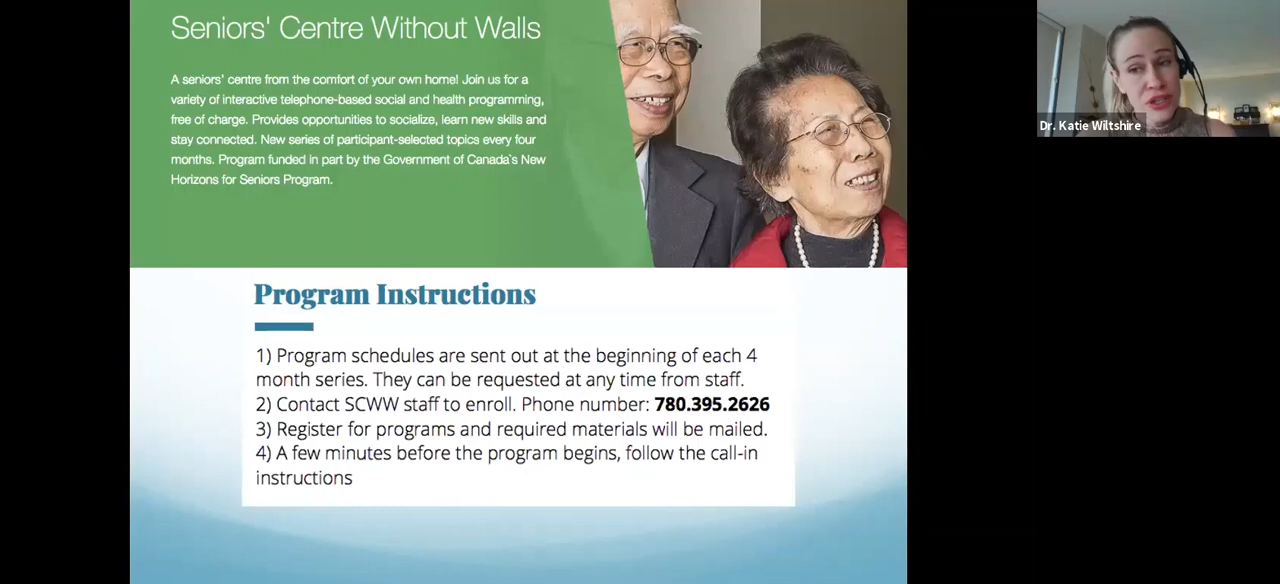 Seniors' Centre Without Walls
A seniors' centre from the comfort of your own home! Join us for a
variety of interactive telephone-based social and health programming,
free of charge. Provides opportunities to socialize, learn new skills and
stay connected. New series of participant-selected topics every four
months. Program funded in part by the Government of Canada's New
Horizons for Seniors Program.
Dr. Katie Wiltshire
Program Instructions
1) Program schedules are sent out at the beginning of each 4
month series. They can be requested at any time from staff.
2) Contact SCWW staff to enroll. Phone number: 780.395.2626
3) Register for programs and required materials will be mailed.
4) A few minutes before the program begins, follow the call-in
instructions